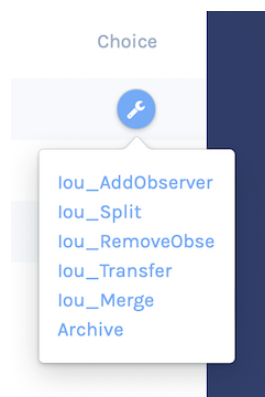 Choice
Iou_AddObserver
Iou_Split
Iou_RemoveObse
Iou_Transfer
Iou_Merge
Archive